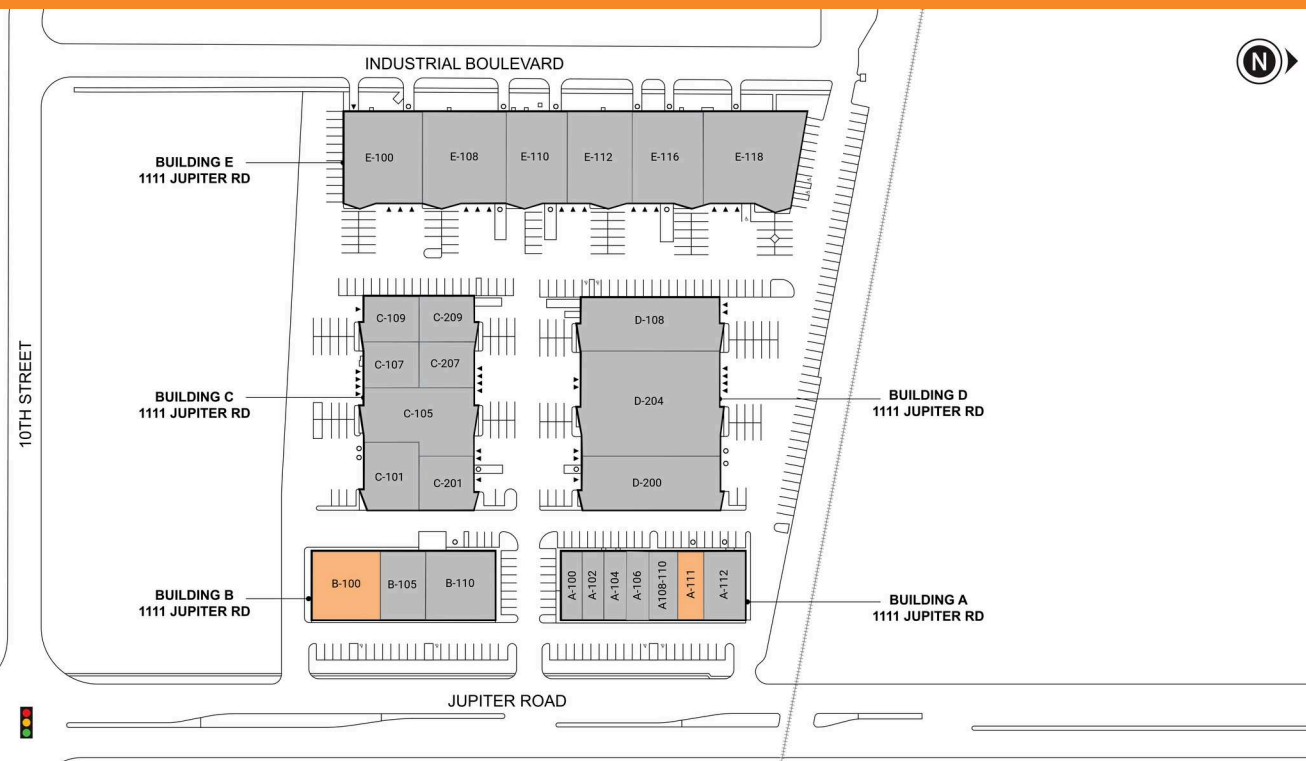 N
INDUSTRIAL BOULEVARD
BUILDING E
1111 JUPITER RD
E-100
E-108
E-110
E-112
E-116
E-118
10TH STREET
BUILDING C
1111 JUPITER RD
C-109
C-209
C-107
C-207
C-105
C-101
C-201
D-108
D-204
D-200
BUILDING D
1111 JUPITER RD
BUILDING B
1111 JUPITER RD
B-100
B-105
B-110
A-100
A-102
A-104
A-106
A108-110
A-111
A-112
BUILDING A
1111 JUPITER RD
JUPITER ROAD